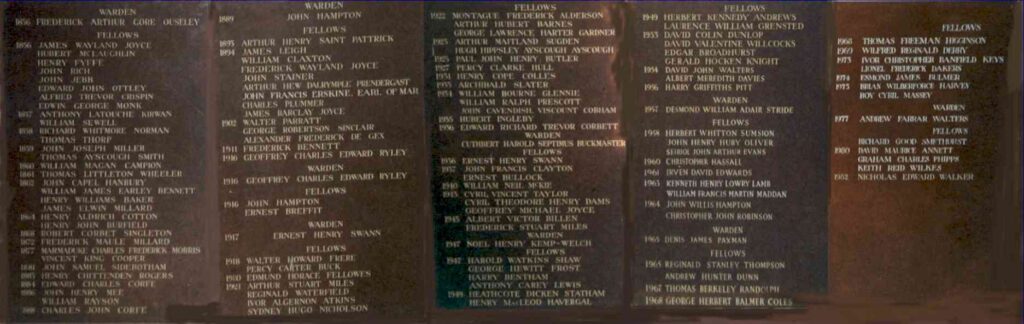 WARDEN
1856 FREDERICK ARTHUR GORE OUSELEY
FELLOWS
1856 JAMES WAYLAND JOYCE
HUBERT McLAUGHLIN
HENRY FYFFE
JOHN RICH
JOHN JEBB
EDWARD JOHN OTTLEY
ALFRED TREVOR CRISPIN
EDWIN GEORGE MONK
1857 ANTHONY LATOUCHE KIRWAN
WILLIAM SEWELL
1858 RICHARD WHITMORE NORMAN
THOMAS THORP
1859 JOHN JOSEPH MILLER
THOMAS AYSCOUGH SMITH
1860 WILLIAM MAGAN CAMPION
1861 THOMAS LITTLETON WHEELER
1862 JOHN CAPEL HANBURY
WILLIAM JAMES EARLEY BENNETT
HENRY WILLIAMS BAKER
JAMES ELWIN MILLARD
1864 HENRY ALDRICH COTTON
HENRY JOHN BURFIELD
ROBERT CORBET SINGLETON
1872 FREDERICK MAULE MILLARD
1877 MARMADUKE CHARLES FREDERICK MORRIS
VINCENT KING COOPER
JOHN SAMUEL SIDEBOTHAM
HENRY CHITTENDEN ROGERS
1884 EDWARD CHARLES CORFE
1886 JOHN HENRY MEE
WILLIAM RAYSON
CHARLES JOHN CORFE
WARDEN
1889 JOHN HAMPTON
FELLOWS
1893 ARTHUR HENRY SAINT PATTRICK
1894 JAMES LEIGH
WILLIAM CLAXTON
FREDERICK WAYLAND JOYCE
JOHN STAINER
ARTHUR HEW DALRYMPLE PRENDERGAST
JOHN FRANCIS ERSKINE, EARL OF MAR
CHARLES PLUMMER
JAMES BARCLAY JOYCE
1902 WALTER PARRATT
GEORGE ROBERTSON SINCLAIR
ALEXANDER FREDERICK DE GEX
1911 FREDERICK BENNETT
1916 GEOFFREY CHARLES EDWARD RYLEY
WARDEN
1916 GEOFFREY CHARLES EDWARD RYLEY
FELLOWS
1916 JOHN HAMPTON
ERNEST BREFFIT
WARDEN
1917 ERNEST HENRY SWANN
FELLOWS
1918 WALTER HOWARD FRERE
PERCY CARTER BUCK
1920 EDMUND HORACE FELLOWES
1921 ARTHUR STUART MILES
REGINALD WATERFIELD
IVOR ALGERNON ATKINS
SYDNEY HUGO NICHOLSON
FELLOWS
1922 MONTAGUE FREDERICK ALDERSON
ARTHUR HUBERT BARNES
GEORGE LAWRENCE HARTER GARDNER
1923 ARTHUR MAITLAND SUGDEN
HUGH HIPPSLEY AYSCOUGH AYSCOUGH
1925 PAUL JOHN HENRY BUTLER
1927 PERCY CLARKE HULL
1931 HENRY COPE COLLES
ARCHIBALD SLATER
1934 WILLIAM BOURNE GLENNIE
WILLIAM RALPH PRESCOTT
JOHN CAVENDISH VISCOUNT COBHAM
1935 HUBERT INGLEBY
1936 EDWARD RICHARD TREVOR CORBETT
WARDEN
CUTHBERT HAROLD SEPTIMUS BUCKMASTER
FELLOWS
1936 ERNEST HENRY SWANN
1937 JOHN FRANCIS CLAYTON
ERNEST BULLOCK
1940 WILLIAM NEIL McKIE
1943 CYRIL VINCENT TAYLOR
CYRIL THEODORE HENRY DAMS
GEOFFREY MICHAEL JOYCE
1945 ALBERT VICTOR BILLEN
FREDERICK STUART MILES
WARDEN
1947 NOEL HENRY KEMP-WELCH
FELLOWS
1947 HAROLD WATKINS SHAW
GEORGE HEWITT FROST
HARRY BENTHAM
ANTHONY CAREY LEWIS
1948 HEATHCOTE DICKEN STATHAM
HENRY MacLEOD HAVERGAL
FELLOWS
1949 HERBERT KENNEDY ANDREWS
LAURENCE WILLIAM GRENSTED
1953 DAVID COLIN DUNLOP
DAVID VALENTINE WILLCOCKS
EDGAR BROADHURST
GERALD HOCKEN KNIGHT
1954 DAVID JOHN WALTERS
ALBERT MEREDITH DAVIES
1956 HARRY GRIFFITHS PITT
WARDEN
1957 DESMOND WILLIAM ADAIR STRIDE
FELLOWS
1958 HERBERT WHITTON SUMSION
JOHN HENRY HURY OLIVER
SEIRIOL JOHN ARTHUR EVANS
1960 CHRISTOPHER HASSALL
1961 IRVEN DAVID EDWARDS
1963 KENNETH HENRY LOWRY LAMB
WILLIAM FRANCIS MARTIN MADDAN
1964 JOHN WILLIS HAMPTON
CHRISTOPHER JOHN ROBINSON
WARDEN
1965 DENIS JAMES PAXMAN
FELLOWS
1965 REGINALD STANLEY THOMPSON
ANDREW HUNTER DUNN
1967 THOMAS BERKELEY RANDOLPH
1968 GEORGE HERBERT BALMER COLES
FELLOWS
1968 THOMAS FREEMAN HIGGINSON
1969 WILFRED REGINALD DERRY
1973 IVOR CHRISTOPHER BANFIELD KEYS
LIONEL FREDERICK DAKERS
1974 ESMOND JAMES BULMER
1975 BRIAN WILBERFORCE HARVEY
ROY CYRIL MASSEY
WARDEN
1977 ANDREW FARRAR WALTERS
FELLOWS
RICHARD GOOD SMETHURST
1980 DAVID MAURICE ANNETT
GRAHAM CHARLES PHIPPS
KEITH REID WILKES
1982 NICHOLAS EDWARD WALKER